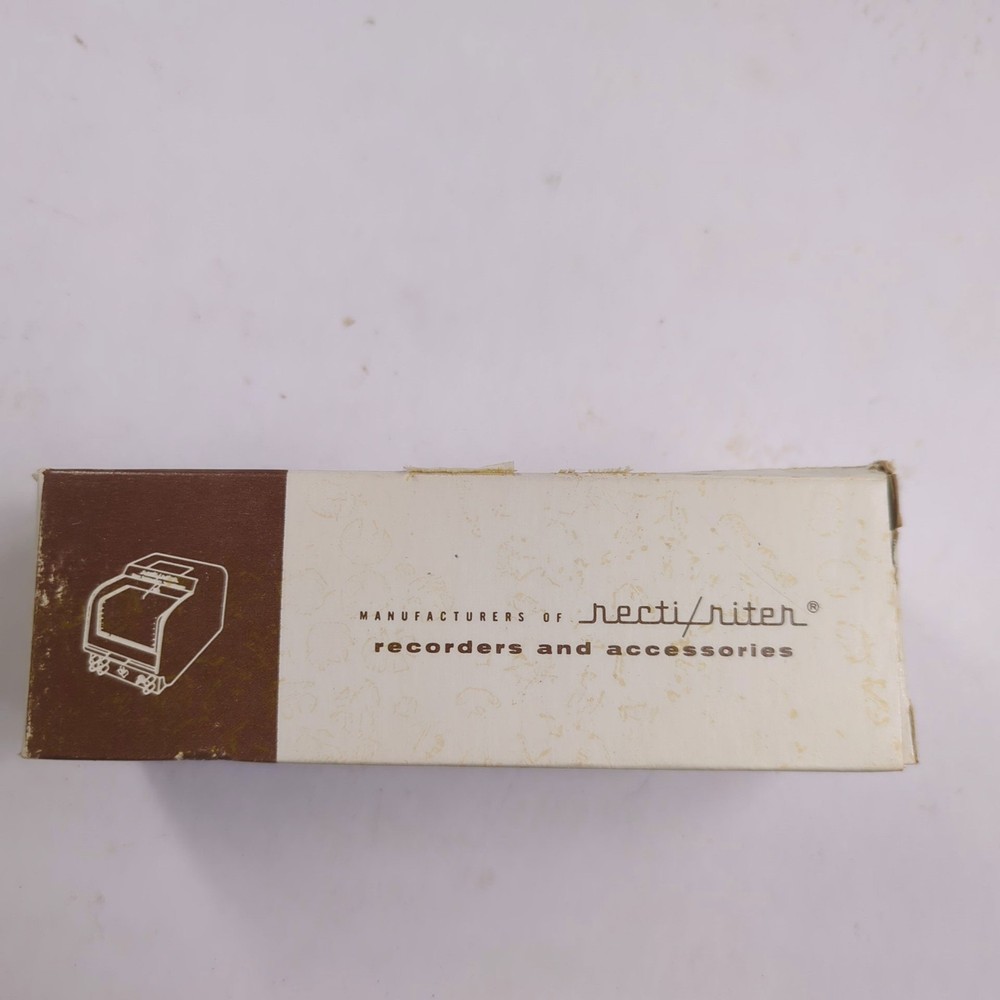 MANUFACTURERS OF recti/riter®
recorders and accessories